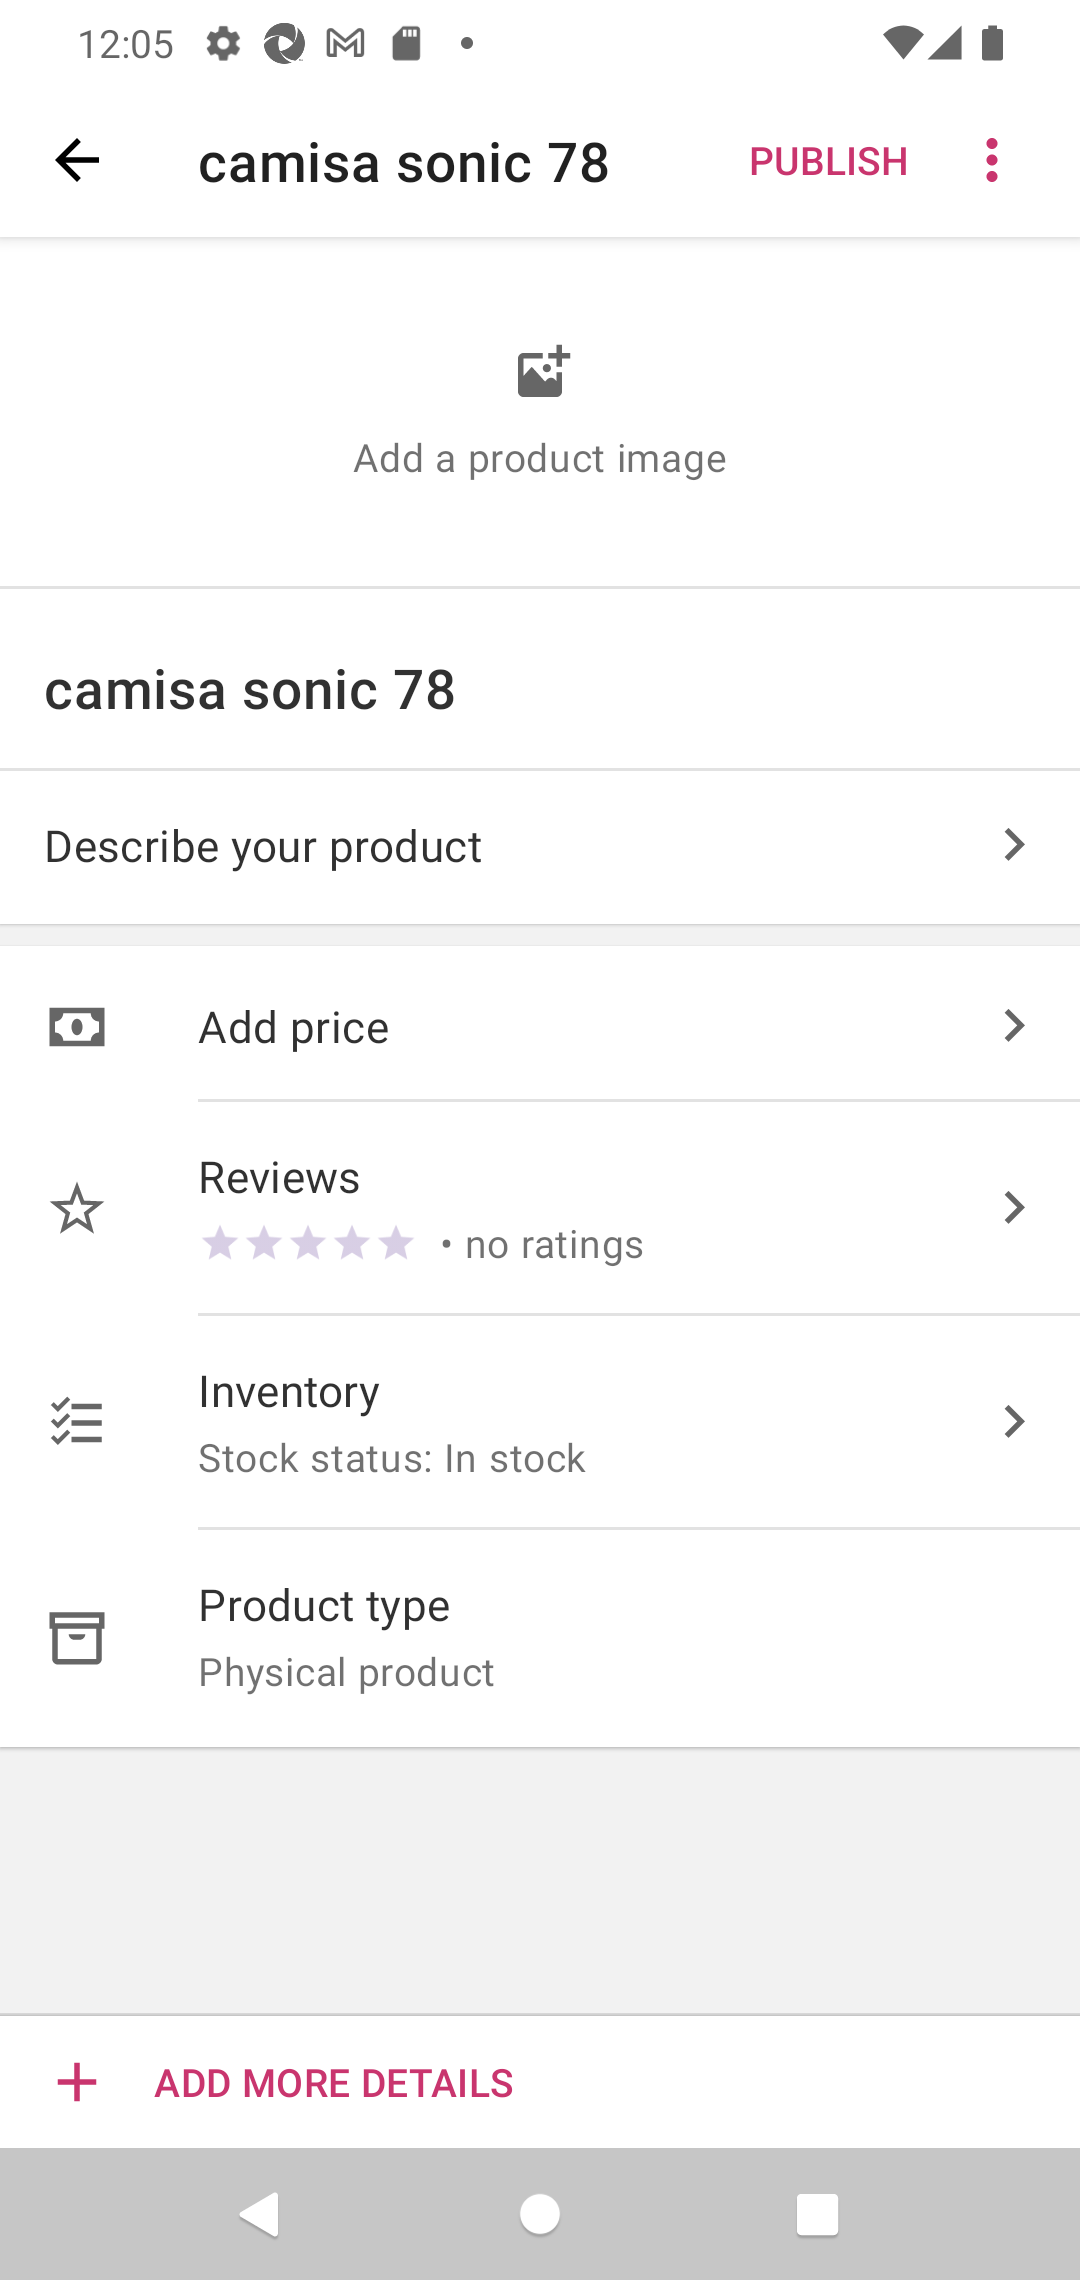 12:05
camisa sonic 78
PUBLISH
Add a product image
camisa sonic 78
Describe your product
Add price
Reviews
• no ratings
Inventory
Stock status: In stock
Product type
Physical product
ADD MORE DETAILS